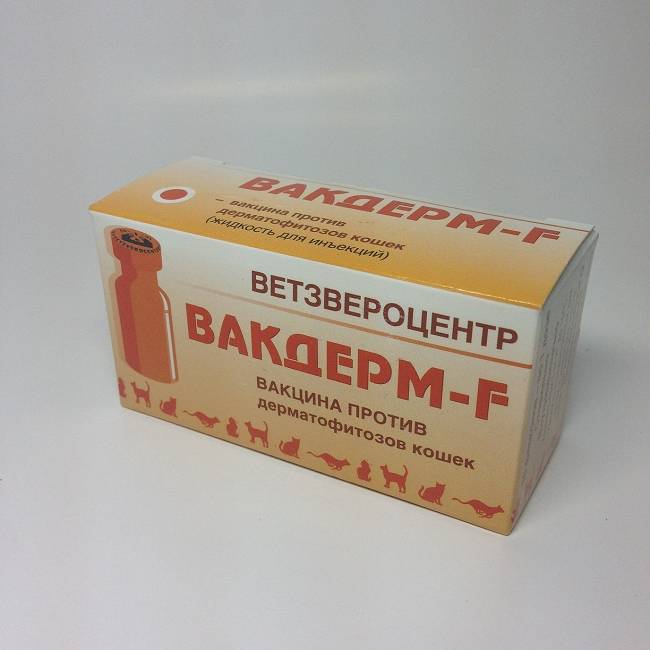 ВАКДЕРМ-F
– вакцина против
дерматофитозов кошек
(жидкость для инъекций)
ВЕТЗВЕРОЦЕНТР
ВАКДЕРМ-F
ВАКЦИНА ПРОТИВ
дерматофитозов кошек